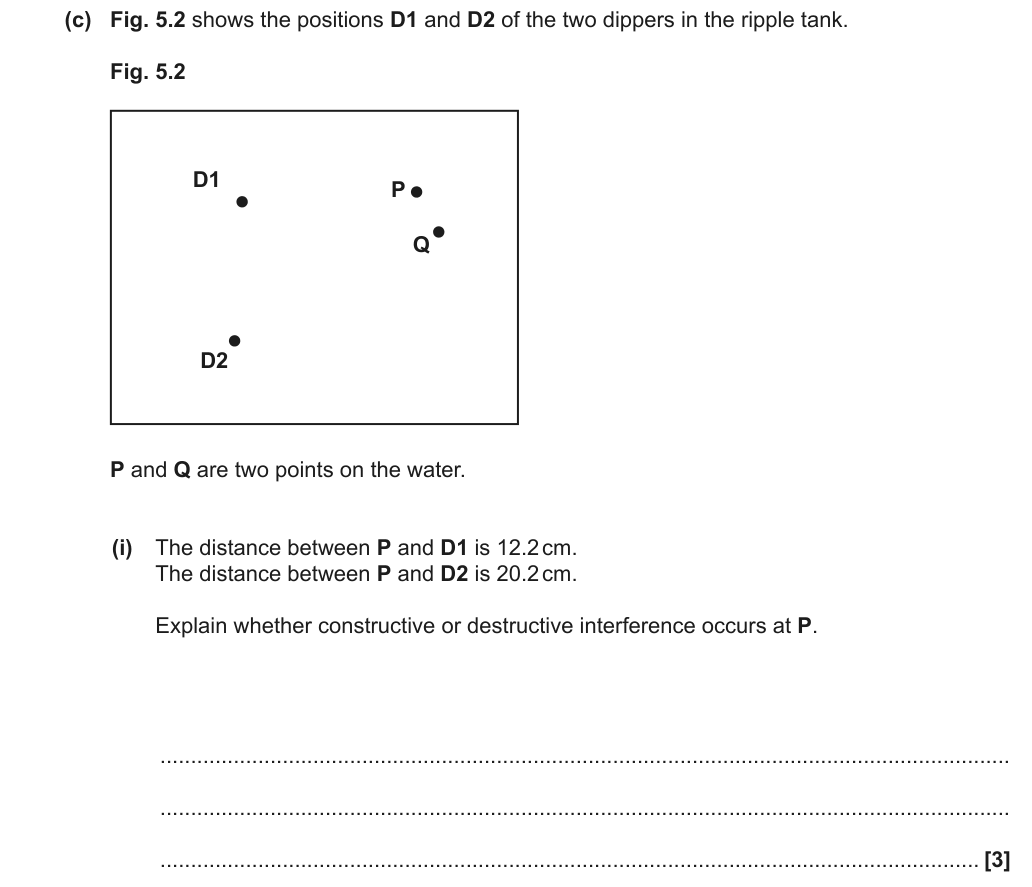 (c) Fig. 5.2 shows the positions D1 and D2 of the two dippers in the ripple tank.
Fig. 5.2
D1
P
Q
D2
P and Q are two points on the water.
(i) The distance between P and D1 is 12.2 cm.
The distance between P and D2 is 20.2 cm.
Explain whether constructive or destructive interference occurs at P.
[3]